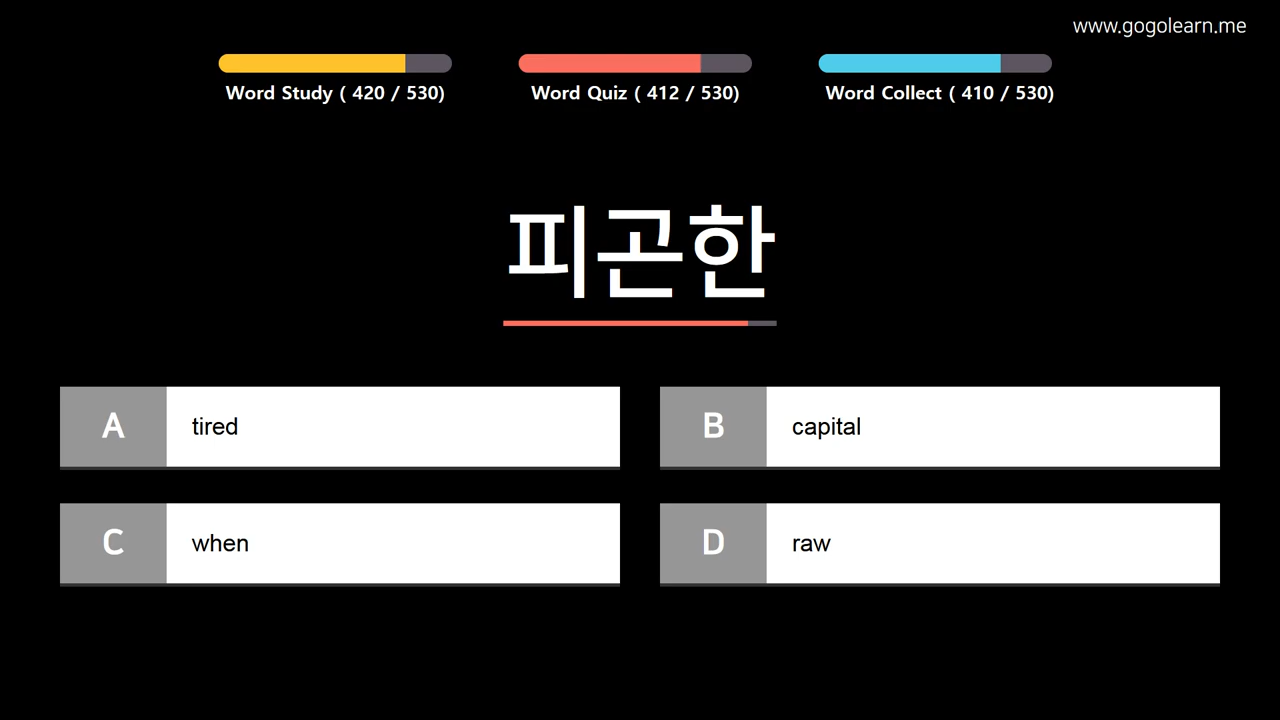 www.gogolearn.me
Word Study ( 420 / 530)
Word Quiz ( 412 / 530)
Word Collect ( 410 / 530)
피곤한
A tired
B capital
C when
D raw